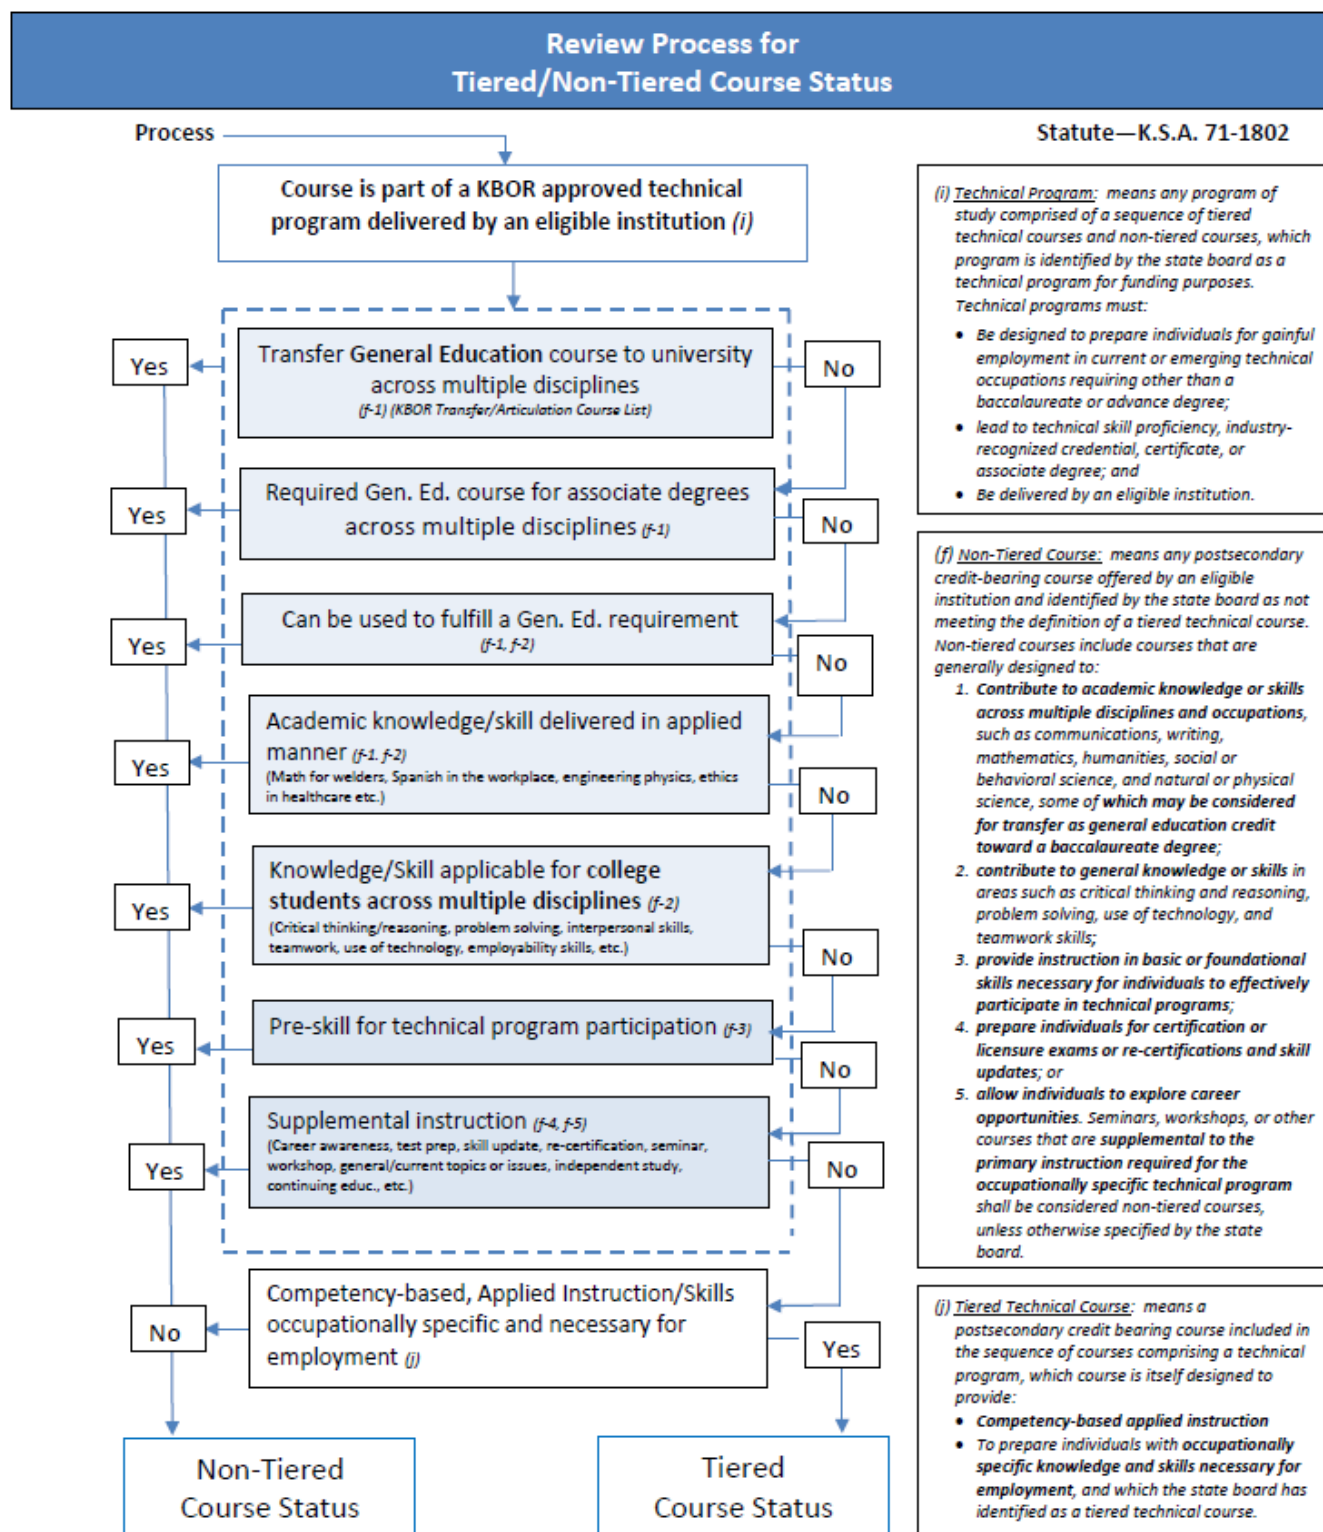 Review Process for
Tiered/Non-Tiered Course Status
Process
Statute—K.S.A. 71-1802
Course is part of a KBOR approved technical
program delivered by an eligible institution (i)
Transfer General Education course to university
across multiple disciplines
(f-1) (KBOR Transfer/Articulation Course List)
Yes
No
Required Gen. Ed. course for associate degrees
across multiple disciplines (f-1)
Yes
No
Can be used to fulfill a Gen. Ed. requirement
(f-1, f-2)
Yes
No
Academic knowledge/skill delivered in applied
manner (f-1. f-2)
(Math for welders, Spanish in the workplace, engineering physics, ethics
in healthcare etc.)
Yes
No
Knowledge/Skill applicable for college
students across multiple disciplines (f-2)
(Critical thinking/reasoning, problem solving, interpersonal skills,
teamwork, use of technology, employability skills, etc.)
Yes
No
Pre-skill for technical program participation (f-3)
Yes
No
Supplemental instruction (f-4, f-5)
(Career awareness, test prep, skill update, re-certification, seminar,
workshop, general/current topics or issues, independent study,
continuing educ., etc.)
Yes
No
Competency-based, Applied Instruction/Skills
occupationally specific and necessary for
employment (j)
No
Yes
Non-Tiered
Course Status
Tiered
Course Status
(i) Technical Program: means any program of
study comprised of a sequence of tiered
technical courses and non-tiered courses, which
program is identified by the state board as a
technical program for funding purposes.
Technical programs must:
• Be designed to prepare individuals for gainful
employment in current or emerging technical
occupations requiring other than a
baccalaureate or advance degree;
• lead to technical skill proficiency, industry-
recognized credential, certificate, or
associate degree; and
• Be delivered by an eligible institution.
(f) Non-Tiered Course: means any postsecondary
credit-bearing course offered by an eligible
institution and identified by the state board as not
meeting the definition of a tiered technical course.
Non-tiered courses include courses that are
generally designed to:
1. Contribute to academic knowledge or skills
across multiple disciplines and occupations,
such as communications, writing,
mathematics, humanities, social or
behavioral science, and natural or physical
science, some of which may be considered
for transfer as general education credit
toward a baccalaureate degree;
2. contribute to general knowledge or skills in
areas such as critical thinking and reasoning,
problem solving, use of technology, and
teamwork skills;
3. provide instruction in basic or foundational
skills necessary for individuals to effectively
participate in technical programs;
4. prepare individuals for certification or
licensure exams or re-certifications and skill
updates; or
5. allow individuals to explore career
opportunities. Seminars, workshops, or other
courses that are supplemental to the
primary instruction required for the
occupationally specific technical program
shall be considered non-tiered courses,
unless otherwise specified by the state
board.
(j) Tiered Technical Course: means a
postsecondary credit bearing course included in
the sequence of courses comprising a technical
program, which course is itself designed to
provide:
• Competency-based applied instruction
• To prepare individuals with occupationally
specific knowledge and skills necessary for
employment, and which the state board has
identified as a tiered technical course.